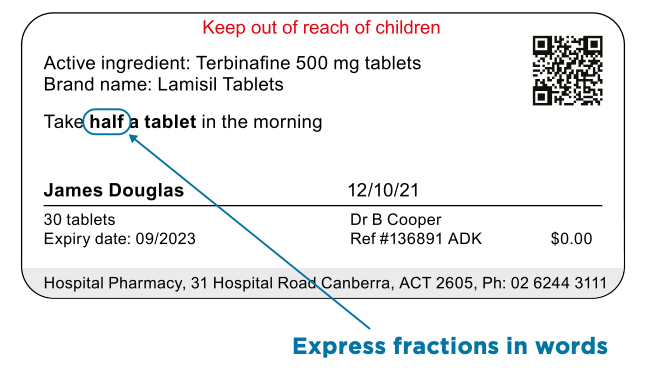 Keep out of reach of children
Active ingredient: Terbinafine 500 mg tablets
Brand name: Lamisil Tablets
Take half a tablet in the morning
James Douglas 12/10/21
30 tablets Dr B Cooper
Expiry date: 09/2023 Ref #136891 ADK $0.00
Hospital Pharmacy, 31 Hospital Road Canberra, ACT 2605, Ph: 02 6244 3111
Express fractions in words